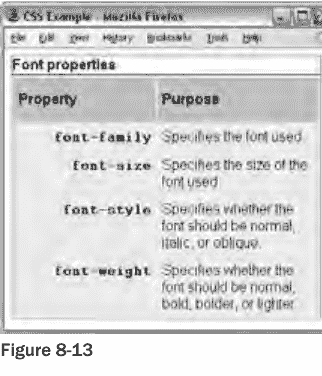 CSS Example - Mozilla Firefox
File Edit View History Bookmarks Tools Help
Font properties
Property Purpose
font-family Specifies the font used
font-size Specifies the size of the
font used
font-style Specifies whether the
font should be normal,
italic, or oblique.
font-weight Specifies whether the
font should be normal,
bold, bolder, or lighter
Figure 8-13